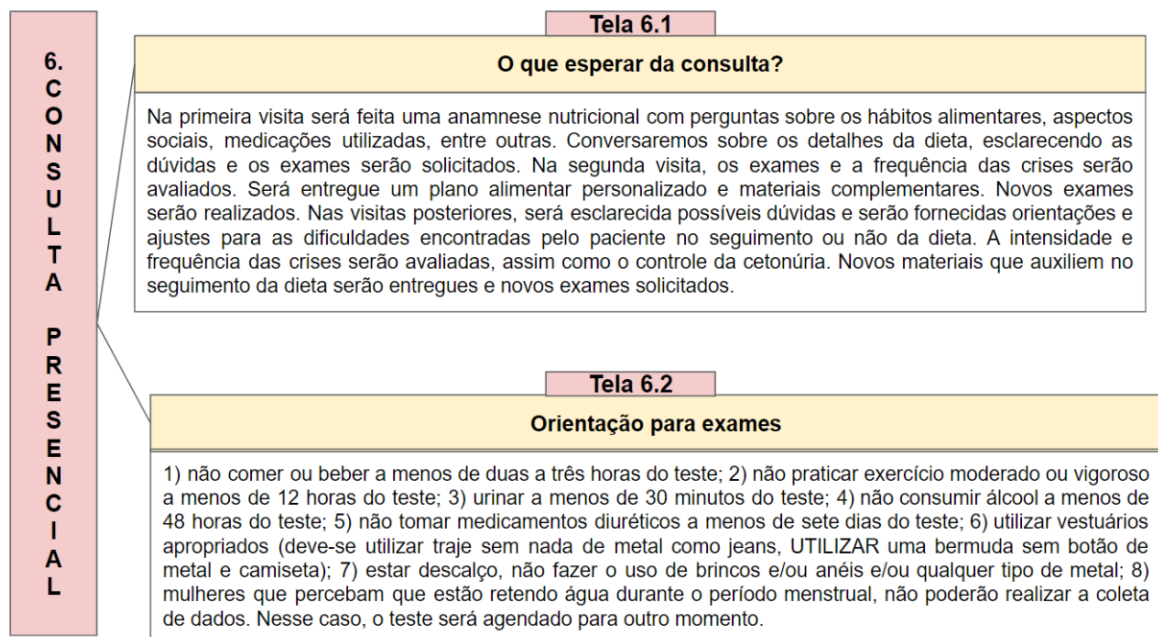 6.
C
O
N
S
U
L
T
A
P
R
E
S
E
N
C
I
A
L
Tela 6.1
O que esperar da consulta?
Na primeira visita será feita uma anamnese nutricional com perguntas sobre os hábitos alimentares, aspectos
sociais, medicações utilizadas, entre outras. Conversaremos sobre os detalhes da dieta, esclarecendo as
dúvidas e os exames serão solicitados. Na segunda visita, os exames e a frequência das crises serão
avaliados. Será entregue um plano alimentar personalizado e materiais complementares. Novos exames
serão realizados. Nas visitas posteriores, será esclarecida possíveis dúvidas e serão fornecidas orientações e
ajustes para as dificuldades encontradas pelo paciente no seguimento ou não da dieta. A intensidade e
frequência das crises serão avaliadas, assim como o controle da cetonúria. Novos materiais que auxiliem no
seguimento da dieta serão entregues e novos exames solicitados.
Tela 6.2
Orientação para exames
1) não comer ou beber a menos de duas a três horas do teste; 2) não praticar exercício moderado ou vigoroso
a menos de 12 horas do teste; 3) urinar a menos de 30 minutos do teste; 4) não consumir álcool a menos de
48 horas do teste; 5) não tomar medicamentos diuréticos a menos de sete dias do teste; 6) utilizar vestuários
apropriados (deve-se utilizar traje sem nada de metal como jeans, UTILIZAR uma bermuda sem botão de
metal e camiseta); 7) estar descalço, não fazer o uso de brincos e/ou anéis e/ou qualquer tipo de metal; 8)
mulheres que percebam que estão retendo água durante o período menstrual, não poderão realizar a coleta
de dados. Nesse caso, o teste será agendado para outro momento.